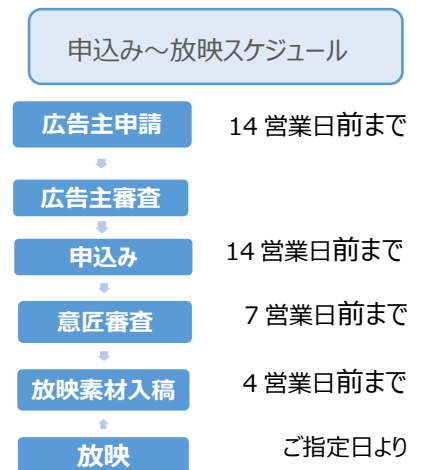 申込み～放映スケジュール
広告主申請 14 営業日前まで
広告主審査
申込み 14 営業日前まで
意匠審査 7 営業日前まで
放映素材入稿 4 営業日前まで
放映 ご指定日より